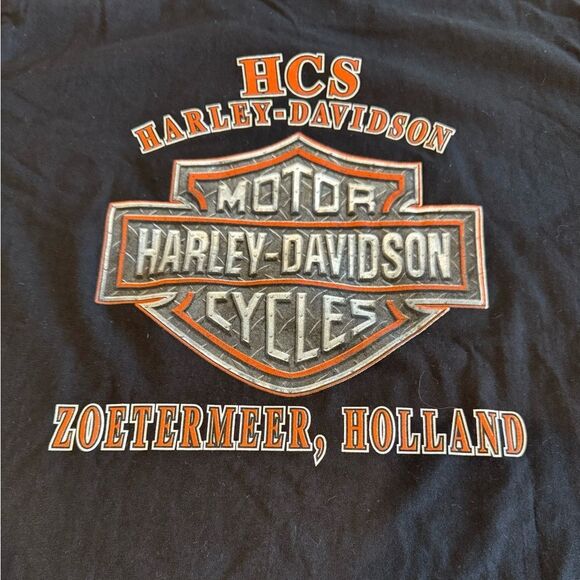 HCS
HARLEY-DAVIDSON
MOTOR
HARLEY-DAVIDSON
CYCLES
ZOETERMEER, HOLLAND